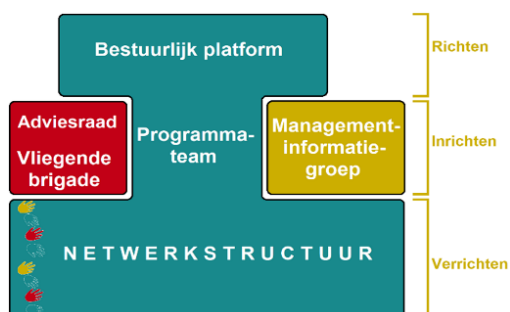 Bestuurlijk platform
Richten
Adviesraad
Vliegende
brigade
Programma-
team
Management-
informatie-
groep
Inrichten
NETWERKSTRUCTUUR
Verrichten